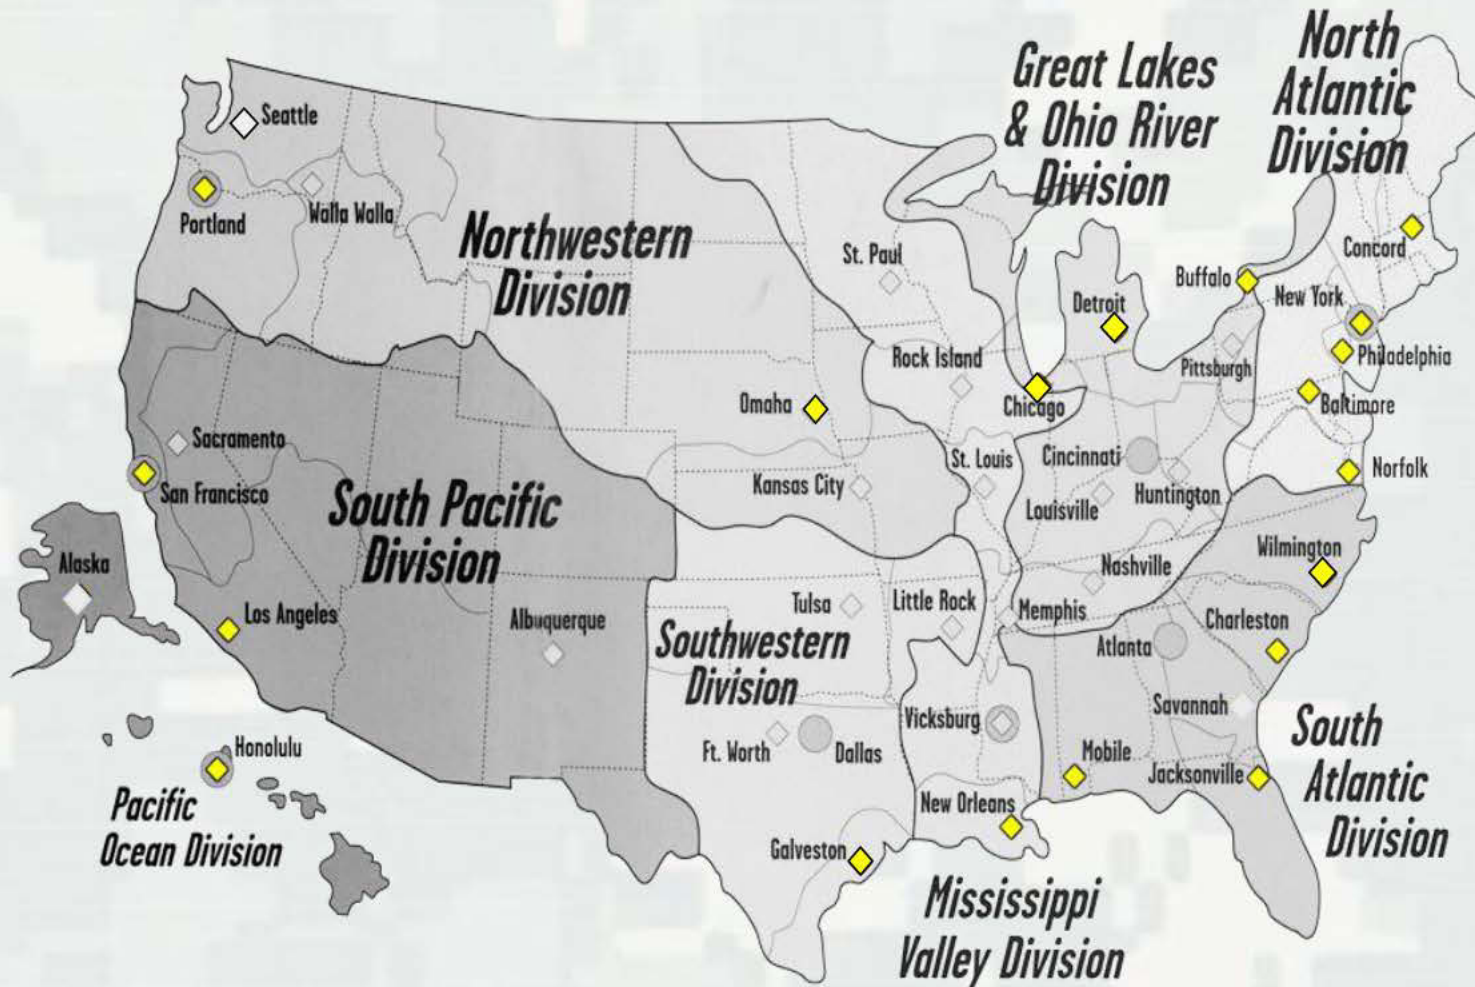 North
Atlantic
Division
Great Lakes
& Ohio River
Division
Seattle
Portland
Walla Walla
Northwestern
Division
St. Paul
Concord
Buffalo
New York
Detroit
Philadelphia
Pittsburgh
Rock Island
Baltimore
Omaha
Chicago
Sacramento
Cincinnati
St. Louis
Norfolk
Kansas City
Huntington
Louisville
San Francisco
South Pacific
Division
Wilmington
Alaska
Nashville
Tulsa
Little Rock
Memphis
Los Angeles
Albuquerque
Charleston
Southwestern
Division
Atlanta
Savannah
Vicksburg
South
Atlantic
Division
Honolulu
Ft. Worth
Dallas
Mobile
Jacksonville
Pacific
Ocean Division
New Orleans
Galveston
Mississippi
Valley Division